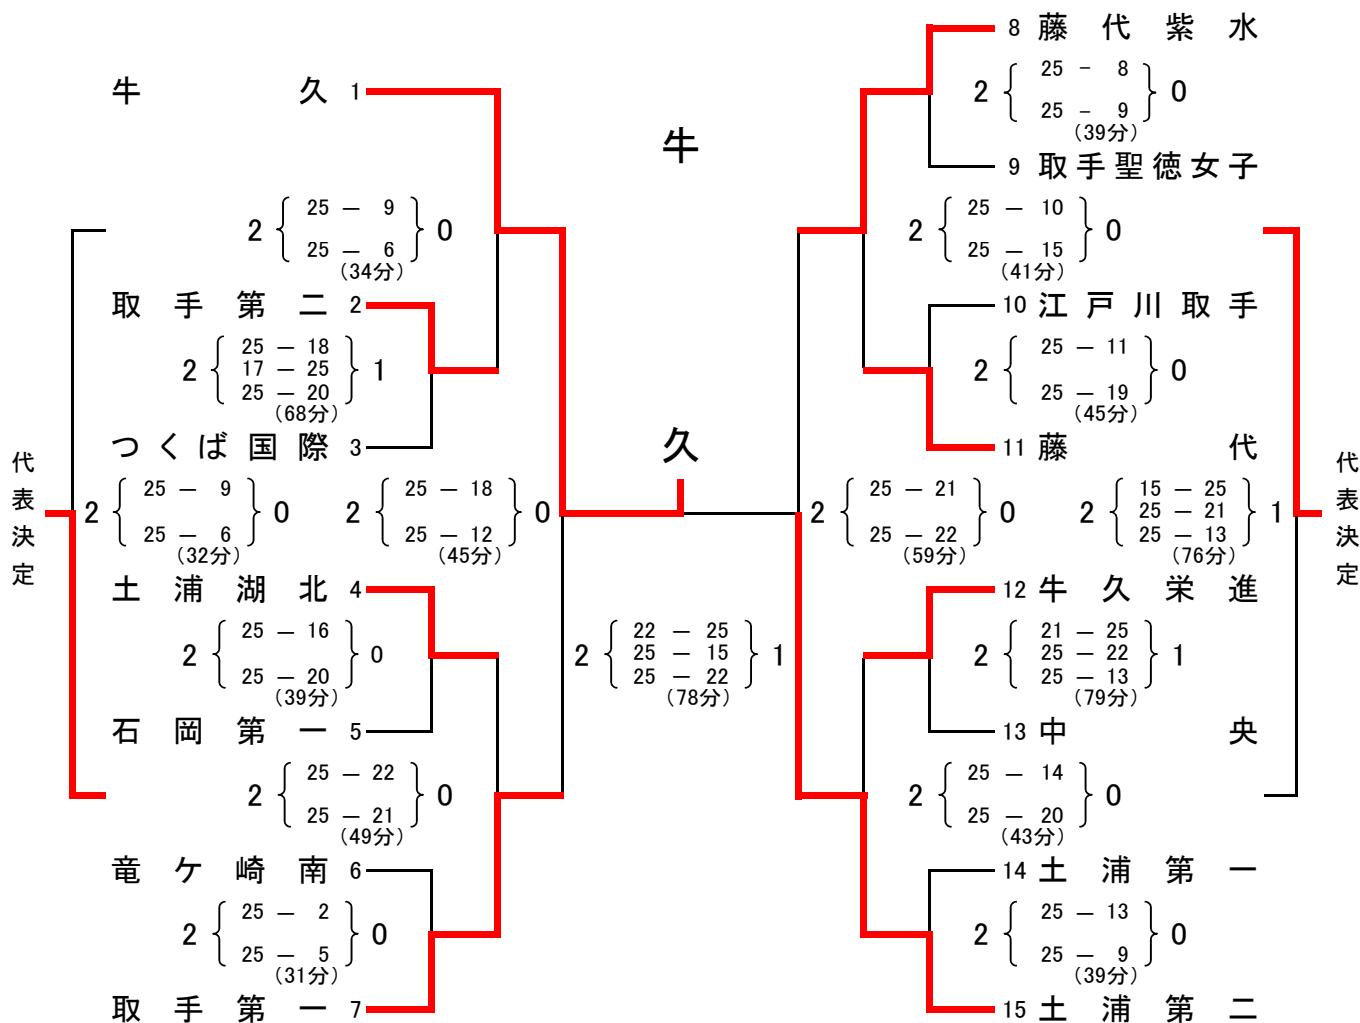 牛久 1
2 25 － 9 0
25 － 6
(34分)
取手第二 2
2 25 － 18 1
17 － 25
25 － 20
(68分)
つくば国際 3
代表決定
2 25 － 9 0
25 － 6
(32分)
2 25 － 18 0
25 － 12
(45分)
土浦湖北 4
2 25 － 16 0
25 － 20
(39分)
石岡第一 5
2 25 － 22 0
25 － 21
(49分)
竜ケ崎南 6
2 25 － 2 0
25 － 5
(31分)
取手第一 7
牛久
2 22 － 25 1
25 － 15
25 － 22
(78分)
8 藤代紫水
2 25 － 8 0
25 － 9
(39分)
9 取手聖徳女子
2 25 － 10 0
25 － 15
(41分)
10 江戸川取手
2 25 － 11 0
25 － 19
(45分)
11 藤代
2 25 － 21 0
25 － 22
(59分)
2 15 － 25 1
25 － 21
25 － 13
(76分)
代表決定
12 牛久栄進
2 21 － 25 1
25 － 22
25 － 13
(79分)
13 中央
2 25 － 14 0
25 － 20
(43分)
14 土浦第一
2 25 － 13 0
25 － 9
(39分)
15 土浦第二